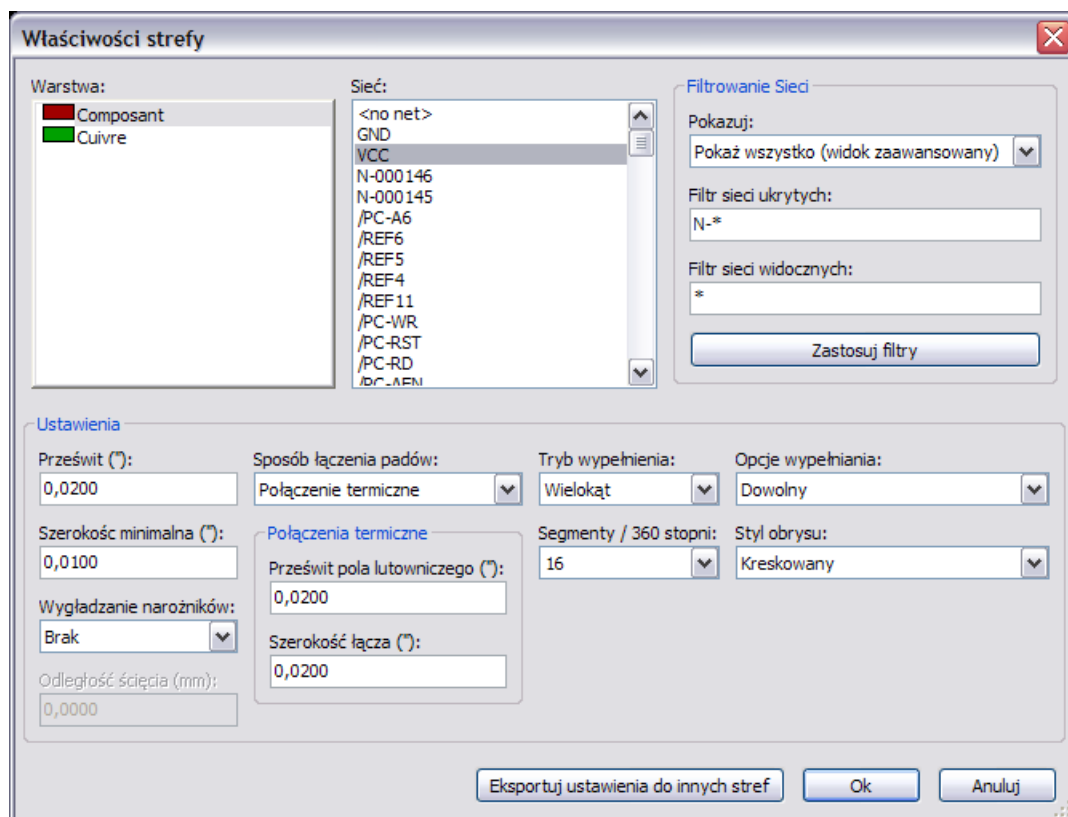 Właściwości strefy
Warstwa:
Composant
Cuivre
Sieć:
<no net>
GND
VCC
N-000146
N-000145
/PC-A6
/REF6
/REF5
/REF4
/REF11
/PC-WR
/PC-RST
/PC-RD
/PC-AEN
Filtrowanie Sieci
Pokazuj:
Pokaż wszystko (widok zaawansowany)
Filtr sieci ukrytych:
N-*
Filtr sieci widocznych:
*
Zastosuj filtry
Ustawienia
Prześwit ("):
0,0200
Szerokośc minimalna ("):
0,0100
Wygładzanie narożników:
Brak
Odległość ścięcia (mm):
0,0000
Sposób łączenia padów:
Połączenie termiczne
Połączenia termiczne
Prześwit pola lutowniczego ("):
0,0200
Szerokość łącza ("):
0,0200
Tryb wypełnienia:
Wielokąt
Segmenty / 360 stopni:
16
Opcje wypełniania:
Dowolny
Styl obrysu:
Kreskowany
Eksportuj ustawienia do innych stref
Ok
Anuluj